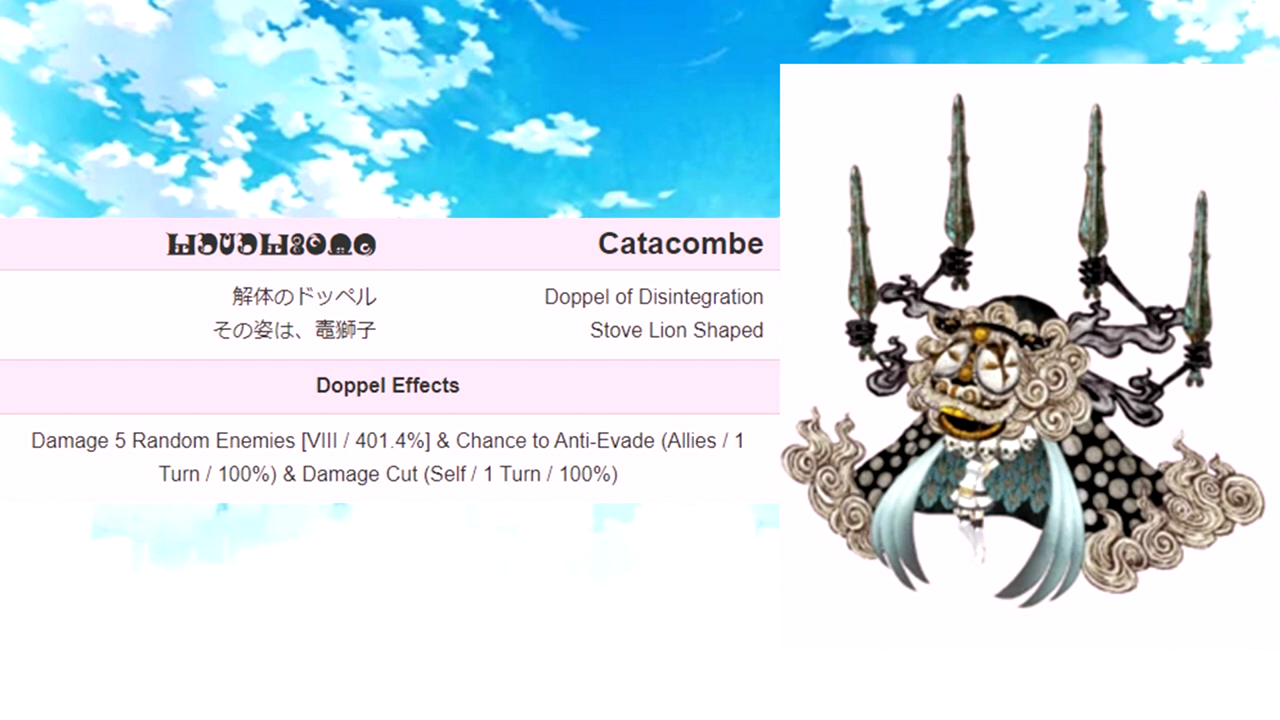 Catacombe
解体のドッペル
Doppel of Disintegration
その姿は、竈獅子
Stove Lion Shaped
Doppel Effects
Damage 5 Random Enemies [VIII / 401.4%] & Chance to Anti-Evade (Allies / 1
Turn / 100%) & Damage Cut (Self / 1 Turn / 100%)